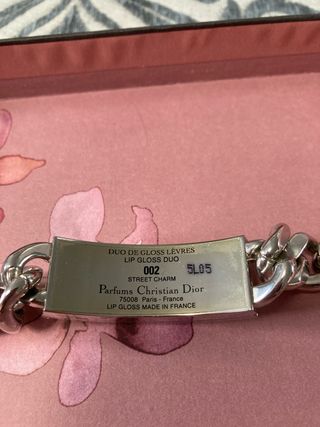 DUO DE GLOSS LÈVRES
LIP GLOSS DUO
002 5L05
STREET CHARM
Parfums Christian Dior
75008 Paris - France
LIP GLOSS MADE IN FRANCE